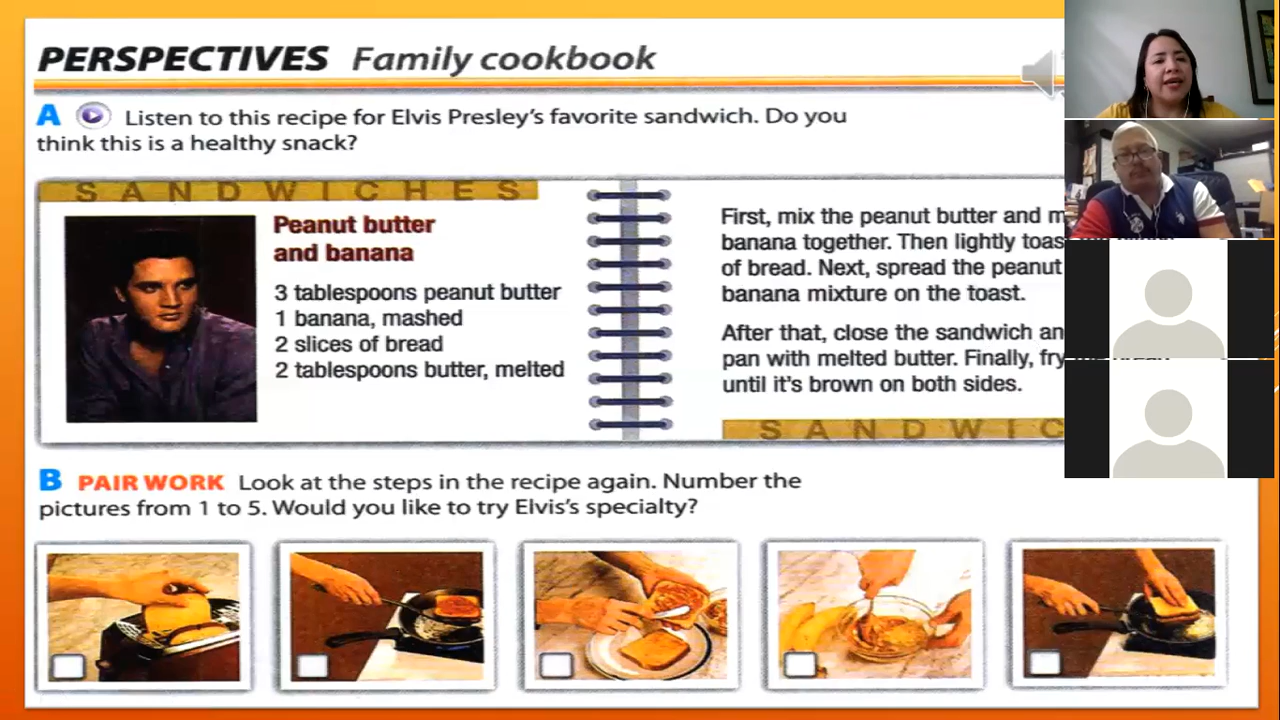 PERSPECTIVES Family cookbook
A Listen to this recipe for Elvis Presley's favorite sandwich. Do you
think this is a healthy snack?
SANDWICHES
Peanut butter
and banana
3 tablespoons peanut butter
1 banana, mashed
2 slices of bread
2 tablespoons butter, melted
First, mix the peanut butter and
banana together. Then lightly
of bread. Next, spread the peanut
banana mixture on the toast.
After that, close the sandwich
pan with melted butter. Finally, fry
until it's brown on both sides.
B PAIR WORK Look at the steps in the recipe again. Number the
pictures from 1 to 5. Would you like to try Elvis's specialty?